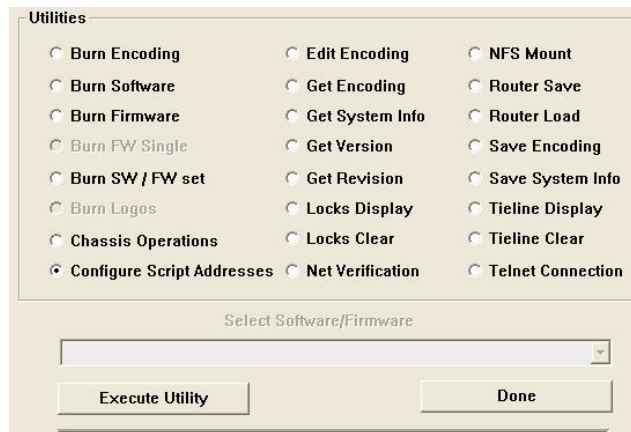 Utilities
Burn Encoding Edit Encoding NFS Mount
Burn Software Get Encoding Router Save
Burn Firmware Get System Info Router Load
Burn FW Single Get Version Save Encoding
Burn SW / FW set Get Revision Save System Info
Burn Logos Locks Display Tieline Display
Chassis Operations Locks Clear Tieline Clear
Configure Script Addresses Net Verification Telnet Connection
Select Software/Firmware
Execute Utility Done